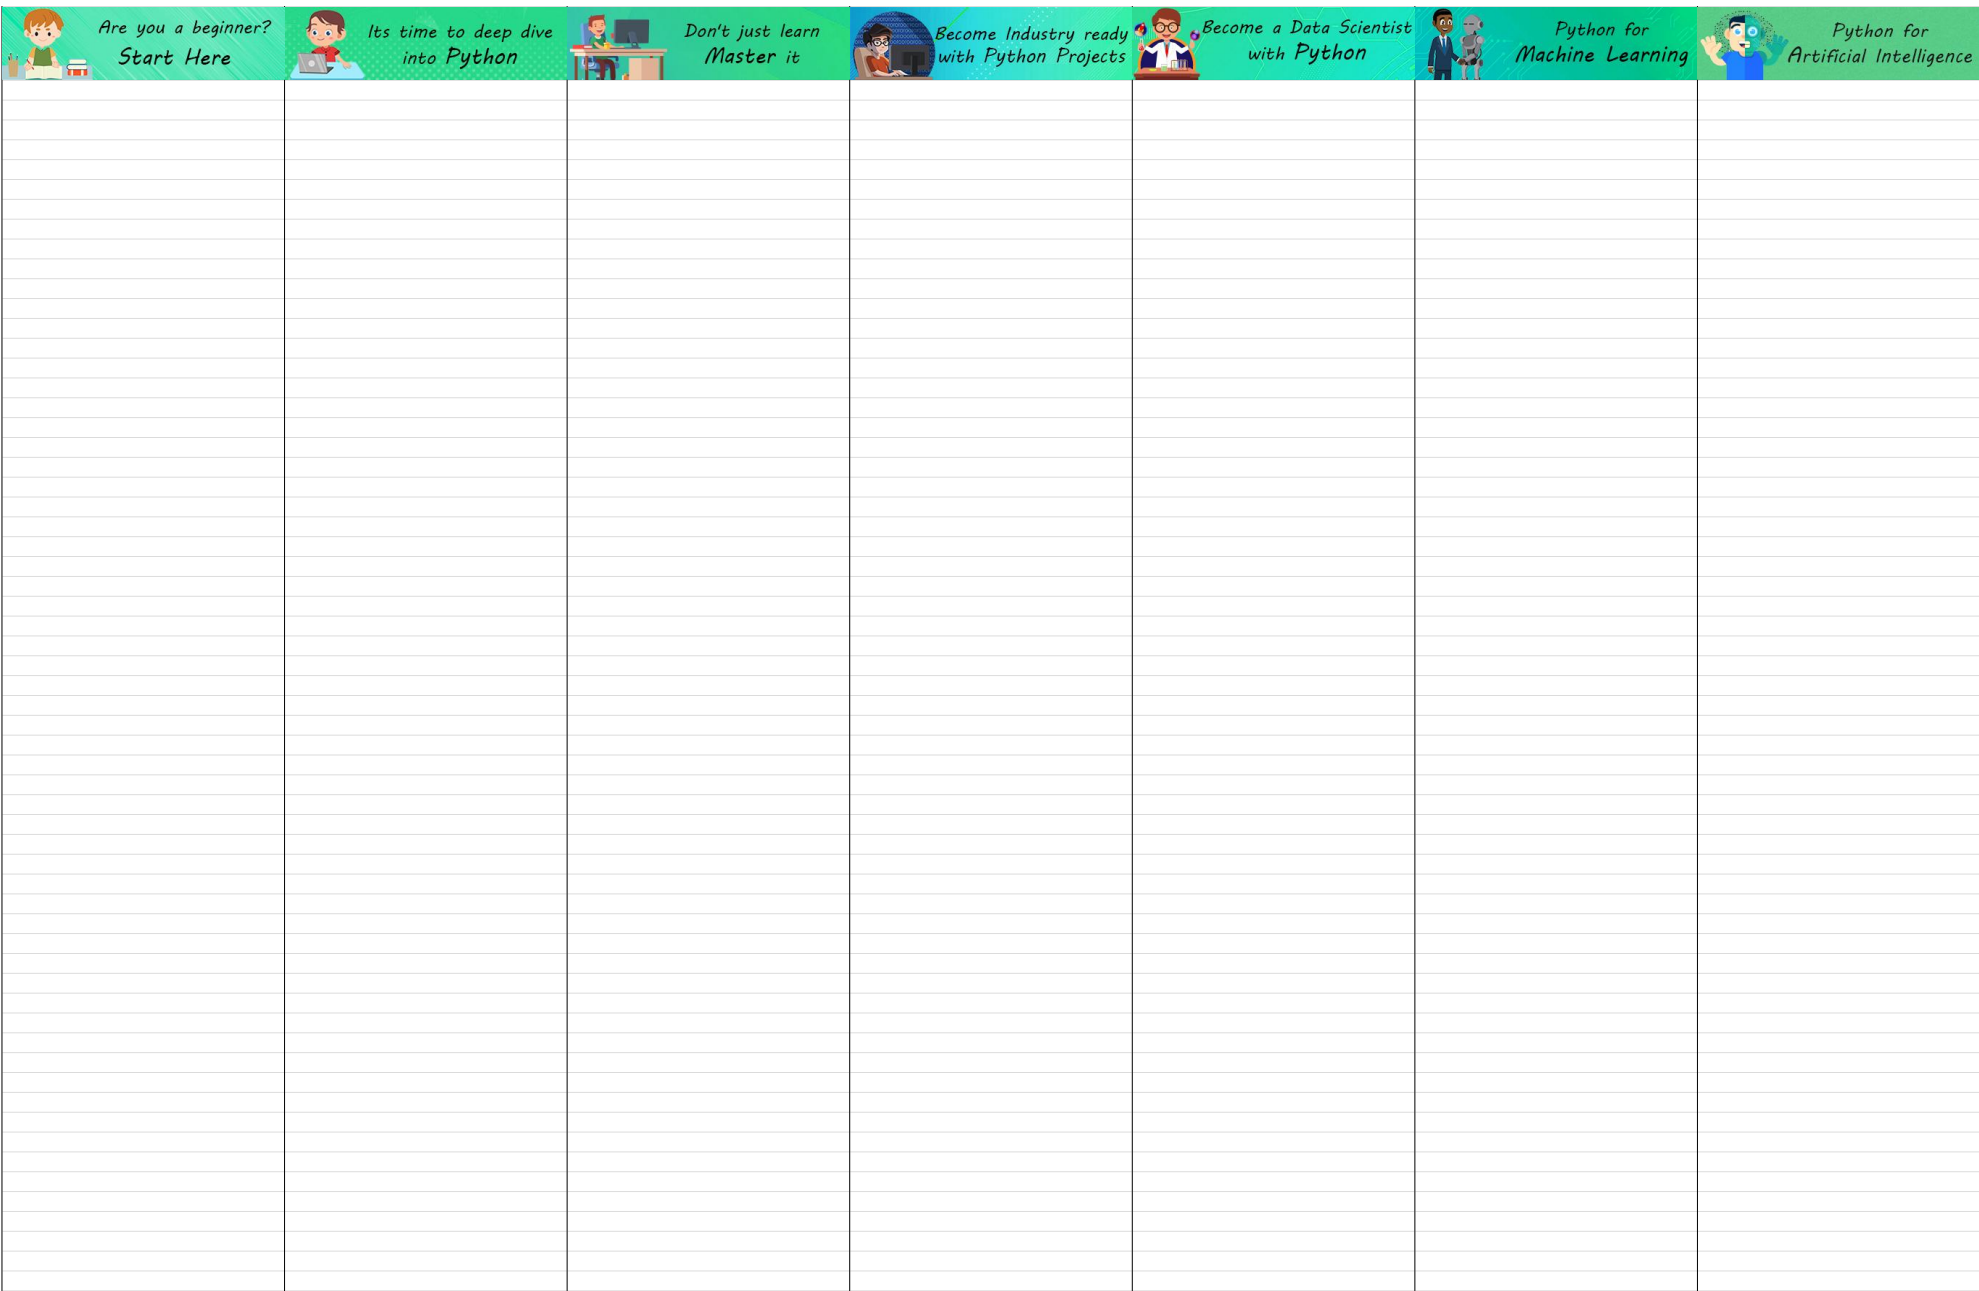 Are you a beginner?
Start Here
Its time to deep dive
into Python
Don't just learn
Master it
Become Industry ready
with Python Projects
Become a Data Scientist
with Python
Python for
Machine Learning
Python for
Artificial Intelligence